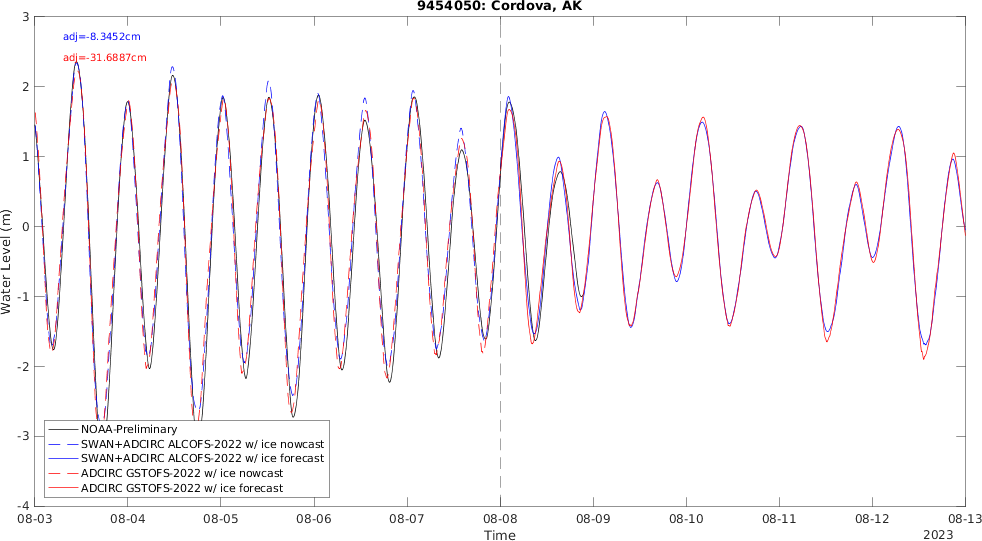 9454050: Cordova, AK
adj=-8.3452cm
adj=-31.6887cm
Water Level (m)
3
2
1
0
-1
-2
-3
-4
NOAA-Preliminary
SWAN+ADCIRC ALCOFS-2022 w/ ice nowcast
SWAN+ADCIRC ALCOFS-2022 w/ ice forecast
ADCIRC GSTOFS-2022 w/ ice nowcast
ADCIRC GSTOFS-2022 w/ ice forecast
08-03 08-04 08-05 08-06 08-07 08-08 08-09 08-10 08-11 08-12 08-13
Time
2023